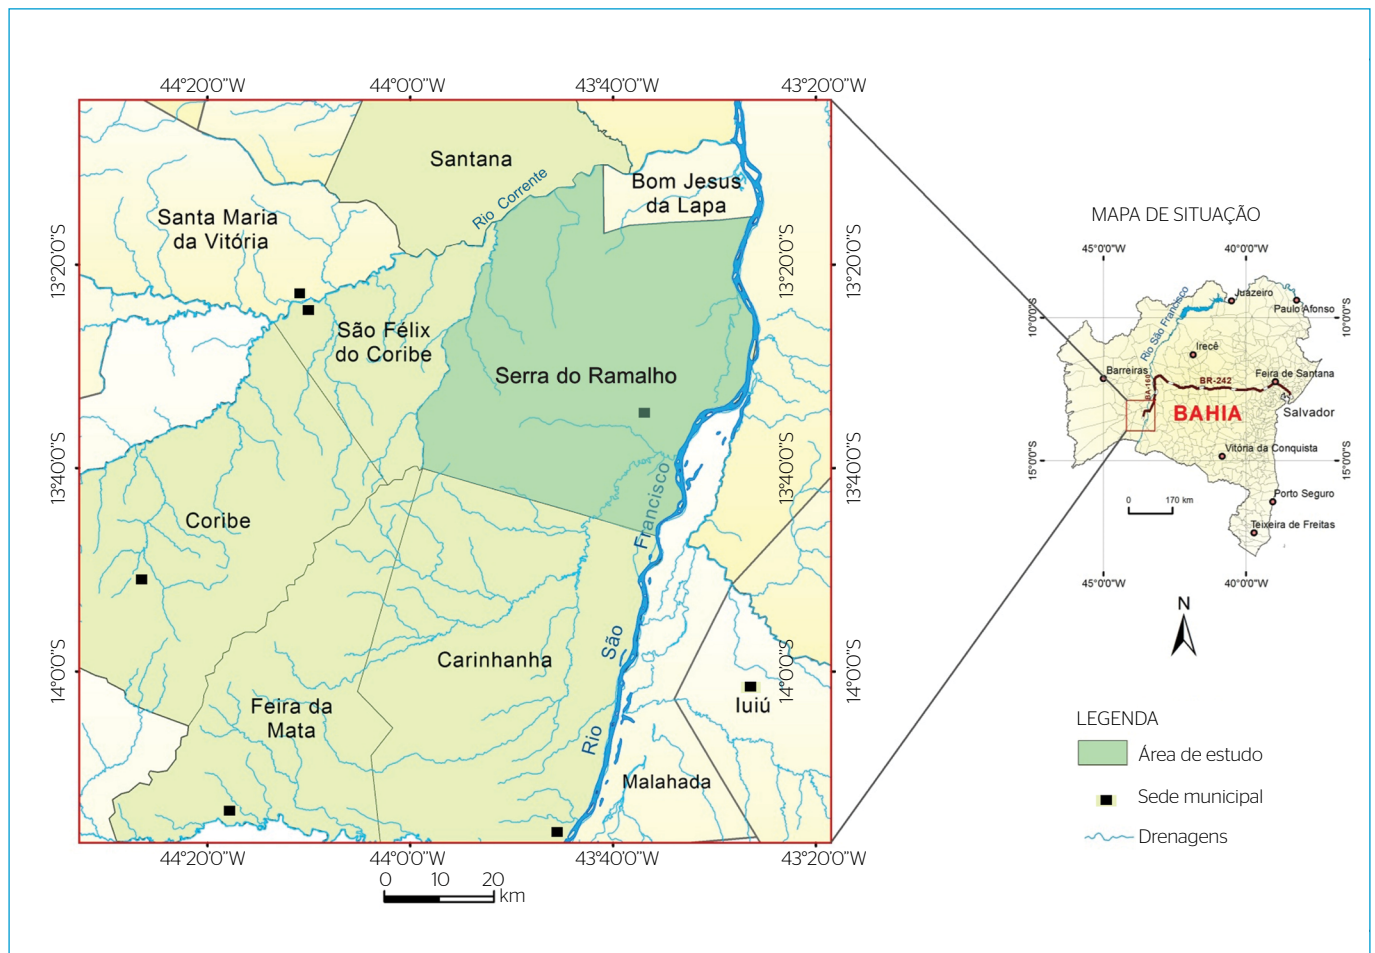 44°20'0"W
44°0'0"W
43°40'0"W
43°20'0"W
Santana
Rio Corrente
Bom Jesus
da Lapa
Santa Maria
da Vitória
13°20'0"S
13°20'0"S
13°20'0"S
São Félix
do Coribe
Serra do Ramalho
13°40'0"S
13°40'0"S
13°40'0"S
Coribe
Rio São Francisco
Carinhanha
14°0'0"S
14°0'0"S
14°0'0"S
Feira da
Mata
Iuiú
Malahada
44°20'0"W
44°0'0"W
43°40'0"W
43°20'0"W
0 10 20
km
MAPA DE SITUAÇÃO
45°0'0"W
40°0'0"W
Juazeiro
Paulo Afonso
10°0'0"S
10°0'0"S
Rio São Francisco
Irecê
Barreiras
BA-160
BR-242
Feira de Santana
BAHIA
Salvador
Vitória da Conquista
15°0'0"S
15°0'0"S
Porto Seguro
0 170 km
Teixeira de Freitas
45°0'0"W
40°0'0"W
N
LEGENDA
Área de estudo
Sede municipal
Drenagens